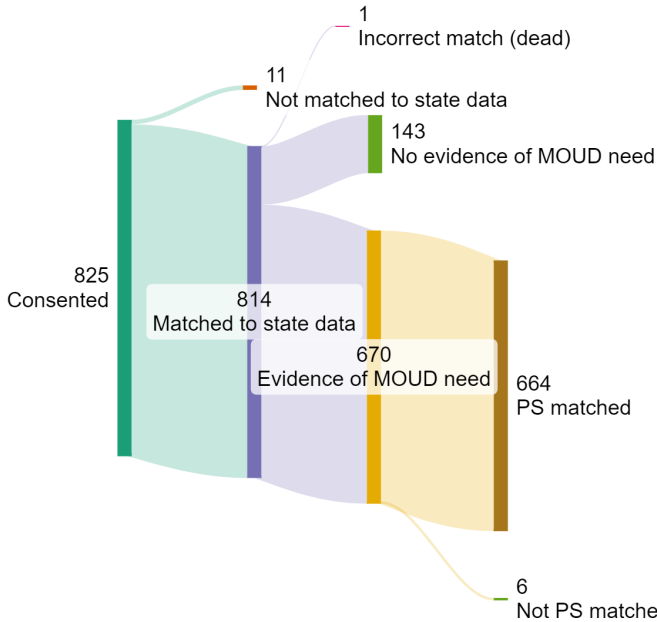 1
Incorrect match (dead)
11
Not matched to state data
143
No evidence of MOUD need
825
Consented
814
Matched to state data
670
Evidence of MOUD need
664
PS matched
6
Not PS matche